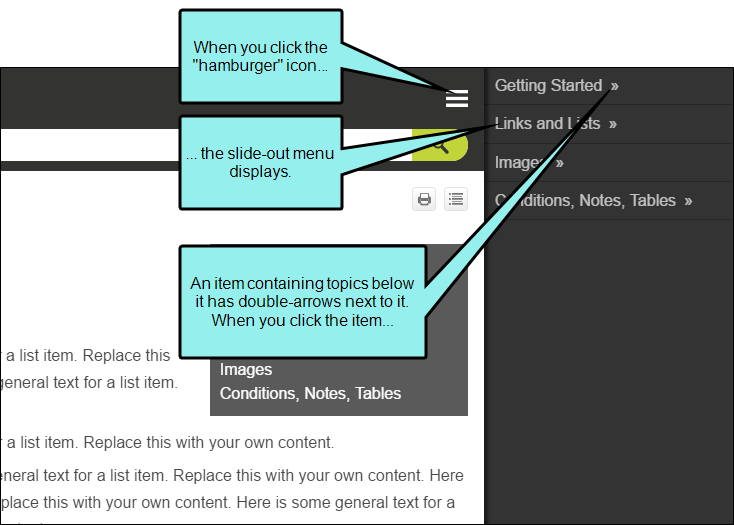 When you click the
"hamburger" icon...
Getting Started »
Links and Lists »
... the slide-out menu
displays.
Images »
Conditions, Notes, Tables »
An item containing topics below
it has double-arrows next to it.
When you click the item...
for a list item. Replace this
general text for a list item.
Images
Conditions, Notes, Tables
for a list item. Replace this with your own content.
general text for a list item. Replace this with your own content. Here
place this with your own content. Here is some general text for a